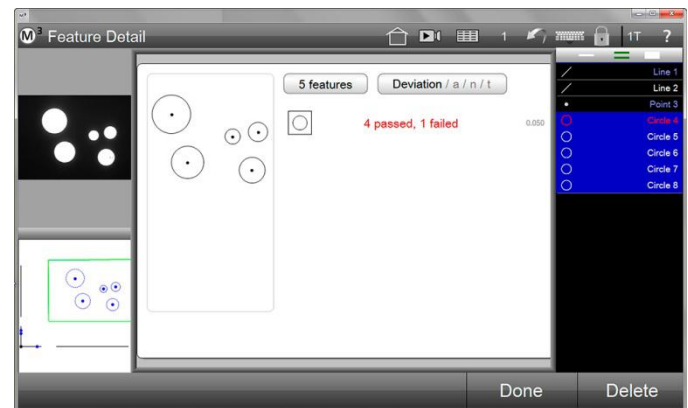 M3 Feature Detail
1
1T
?
5 features
Deviation / a / n / t
4 passed, 1 failed
0.050
Line 1
Line 2
Point 3
Circle 4
Circle 5
Circle 6
Circle 7
Circle 8
Done
Delete